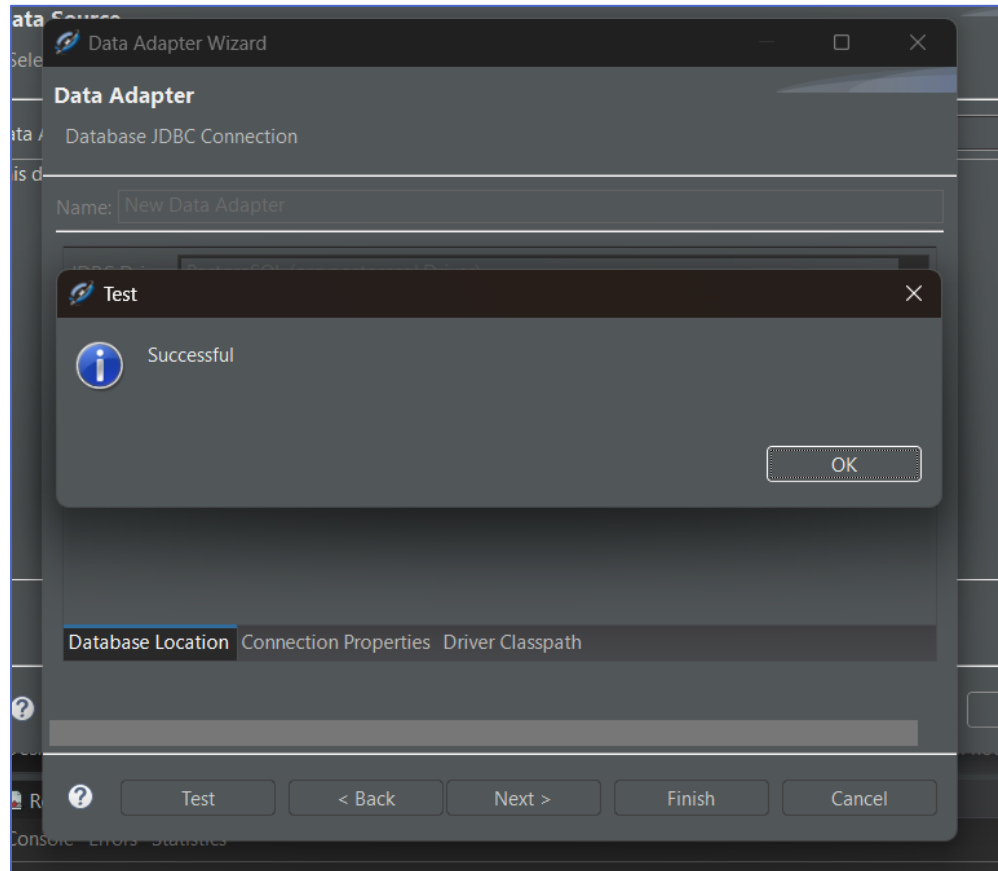 Data Adapter Wizard
Data Adapter
Database JDBC Connection
Name: New Data Adapter
Test
Successful
OK
Database Location Connection Properties Driver Classpath
Test < Back Next > Finish Cancel